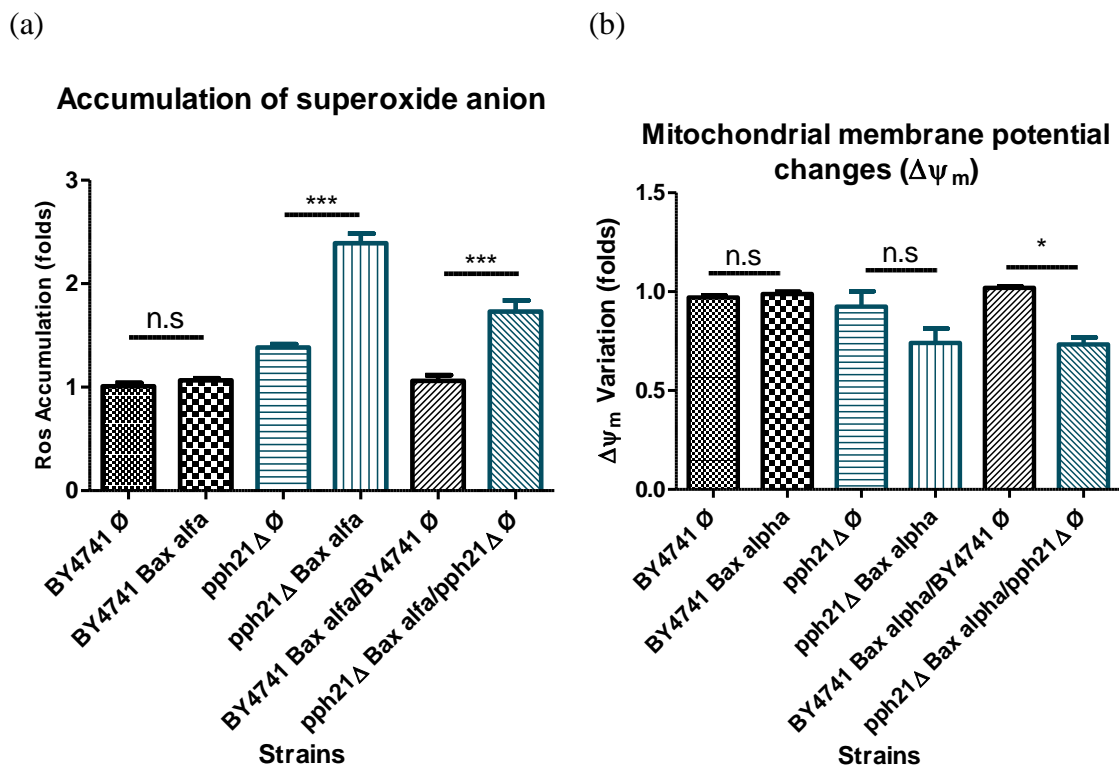 (a)
Accumulation of superoxide anion
Ros Accumulation (folds)
3
2
1
0
n.s
***
***
BY4741 Ø
BY4741 Bax alfa
pph21Δ Ø
pph21Δ Bax alfa
BY4741 Bax alfa/BY4741 Ø
pph21Δ Bax alfa/pph21Δ Ø
Strains
(b)
Mitochondrial membrane potential
changes (Δψm)
Δψm Variation (folds)
1.5
1.0
0.5
0.0
n.s
n.s
*
BY4741 Ø
BY4741 Bax alpha
pph21Δ Ø
pph21Δ Bax alpha
BY4741 Bax alpha/BY4741 Ø
pph21Δ Bax alpha/pph21Δ Ø
Strains